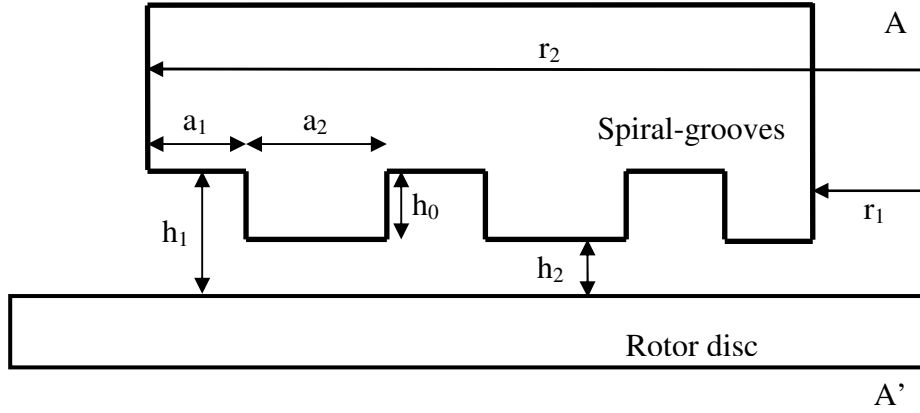 A
r₂
a₁
a₂
Spiral-grooves
h₀
r₁
h₁
h₂
Rotor disc
A’